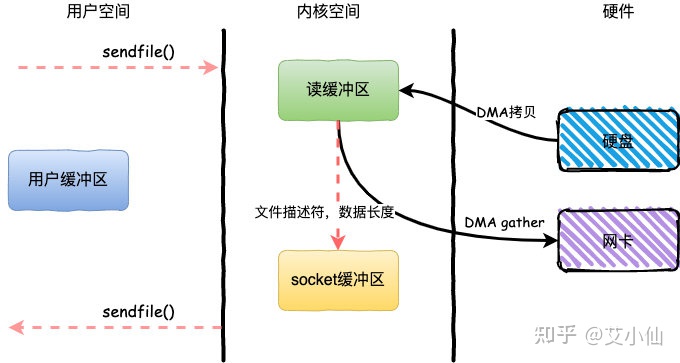 用户空间
内核空间
硬件
sendfile()
读缓冲区
DMA拷贝
硬盘
用户缓冲区
文件描述符，数据长度
DMA gather
网卡
socket缓冲区
sendfile()
知乎 @艾小仙